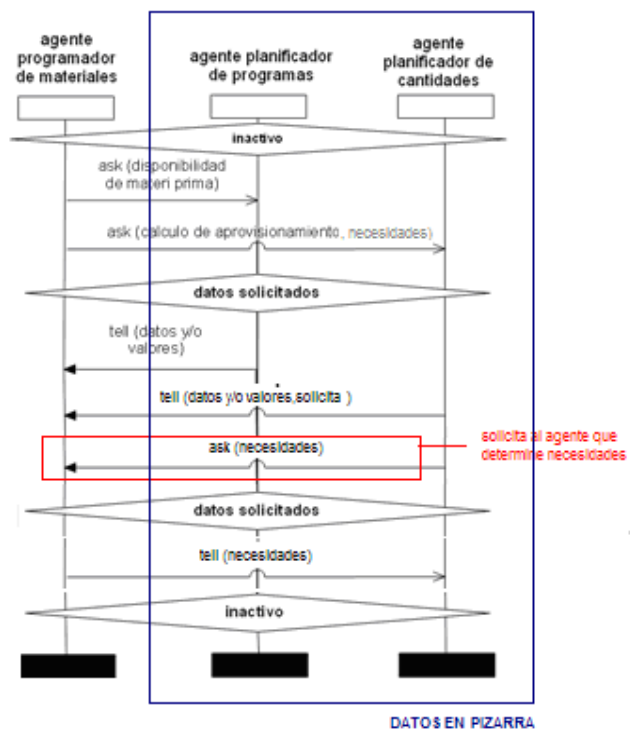 agente
programador
de materiales
agente planificador
de programas
agente
planificador de
cantidades
inactivo
ask (disponibilidad
de materi prima)
ask (calculo de aprovisionamiento, necesidades)
datos solicitados
tell (datos y/o
valores)
tell (datos y/o valores,solicita )
ask (necesidades)
solicita al agente que
determine necesidades
datos solicitados
tell (necesidades)
inactivo
DATOS EN PIZARRA